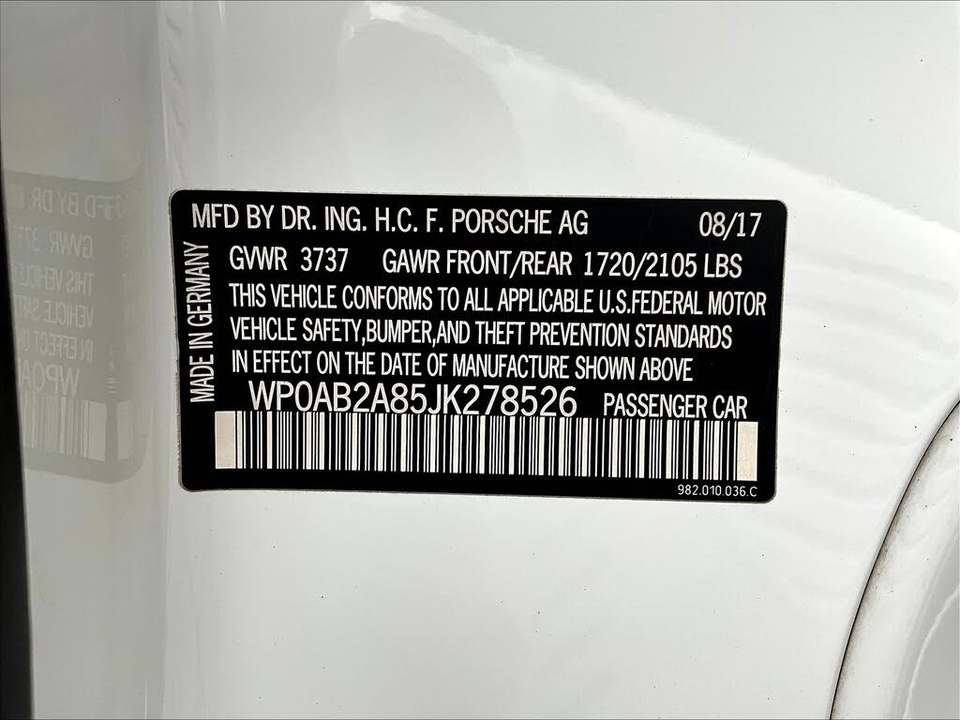 MFD BY DR. ING. H.C. F. PORSCHE AG 08/17
MADE IN GERMANY
GVWR 3737 GAWR FRONT/REAR 1720/2105 LBS
THIS VEHICLE CONFORMS TO ALL APPLICABLE U.S.FEDERAL MOTOR
VEHICLE SAFETY,BUMPER,AND THEFT PREVENTION STANDARDS
IN EFFECT ON THE DATE OF MANUFACTURE SHOWN ABOVE
WP0AB2A85JK278526 PASSENGER CAR
982.010.036.C